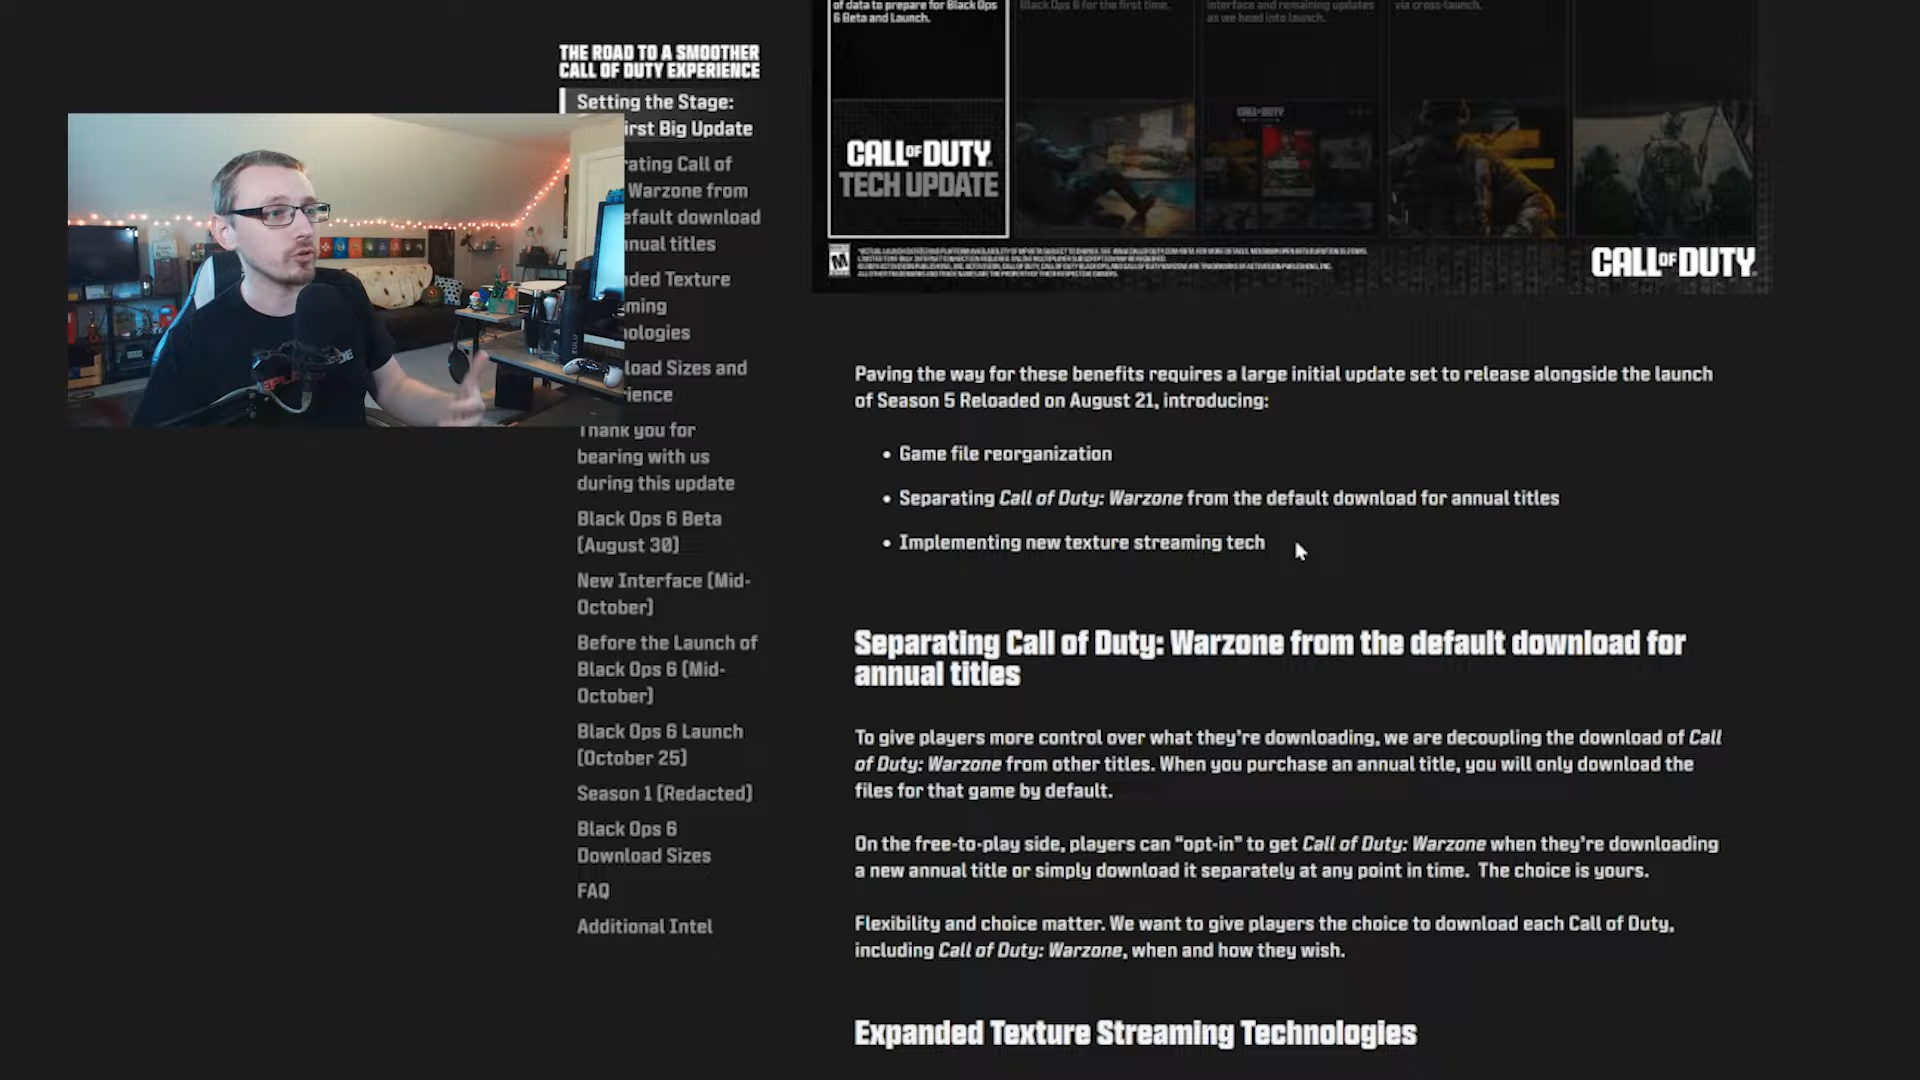 of data to prepare for Black Ops
6 Beta and Launch.
Black Ops 6 for the first time.
interface and remaining updates
as we head into launch.
via cross-launch.
THE ROAD TO A SMOOTHER
CALL OF DUTY EXPERIENCE
Setting the Stage:
irst Big Update
rating Call of
Warzone from
efault download
nnual titles
nded Texture
ming
nologies
load Sizes and
rience
Thank you for
bearing with us
during this update
Black Ops 6 Beta
(August 30)
New Interface (Mid-
October)
Before the Launch of
Black Ops 6 (Mid-
October)
Black Ops 6 Launch
(October 25)
Season 1 (Redacted)
Black Ops 6
Download Sizes
FAQ
Additional Intel
CALL OF DUTY
TECH UPDATE
CALL OF DUTY
M
CALL OF DUTY
Paving the way for these benefits requires a large initial update set to release alongside the launch
of Season 5 Reloaded on August 21, introducing:
• Game file reorganization
• Separating Call of Duty: Warzone from the default download for annual titles
• Implementing new texture streaming tech
Separating Call of Duty: Warzone from the default download for
annual titles
To give players more control over what they're downloading, we are decoupling the download of Call
of Duty: Warzone from other titles. When you purchase an annual title, you will only download the
files for that game by default.
On the free-to-play side, players can "opt-in" to get Call of Duty: Warzone when they're downloading
a new annual title or simply download it separately at any point in time. The choice is yours.
Flexibility and choice matter. We want to give players the choice to download each Call of Duty,
including Call of Duty: Warzone, when and how they wish.
Expanded Texture Streaming Technologies